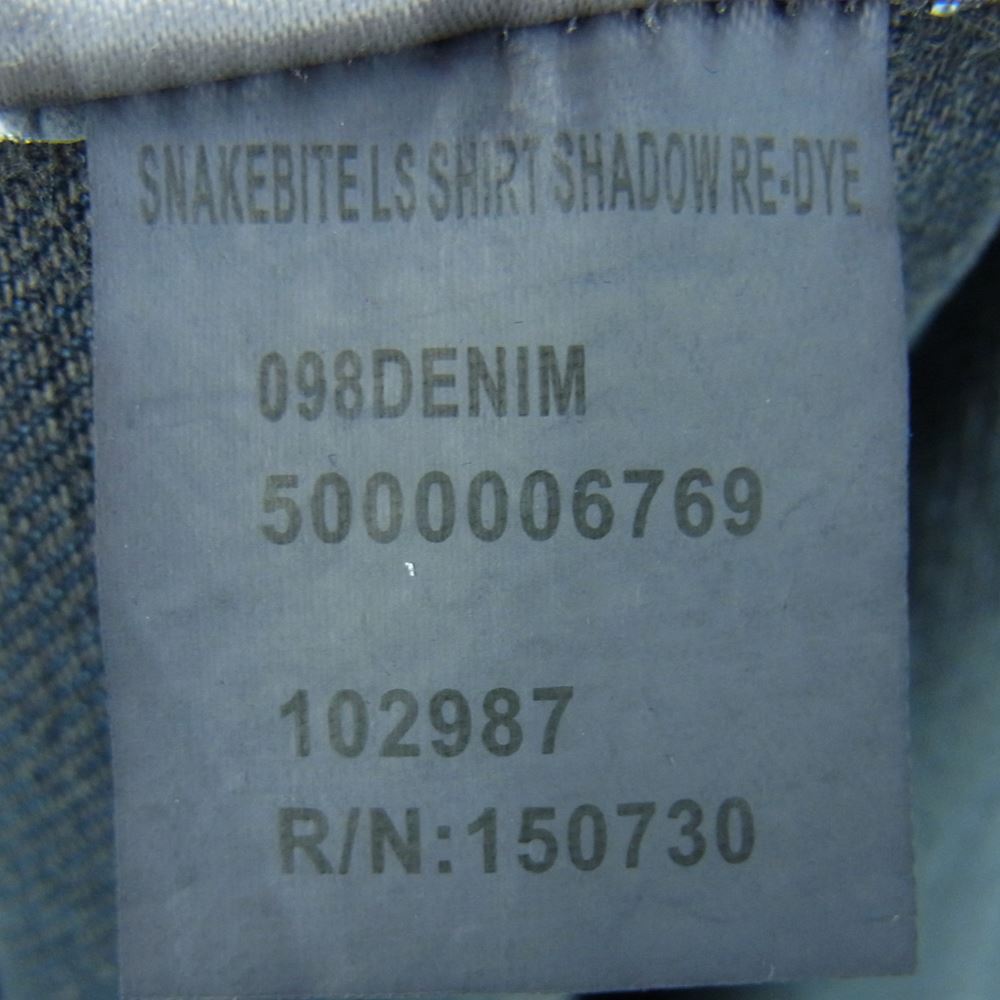 SNAKEBITE LS SHIRT SHADOW RE-DYE
098DENIM
5000006769
102987
R/N:150730